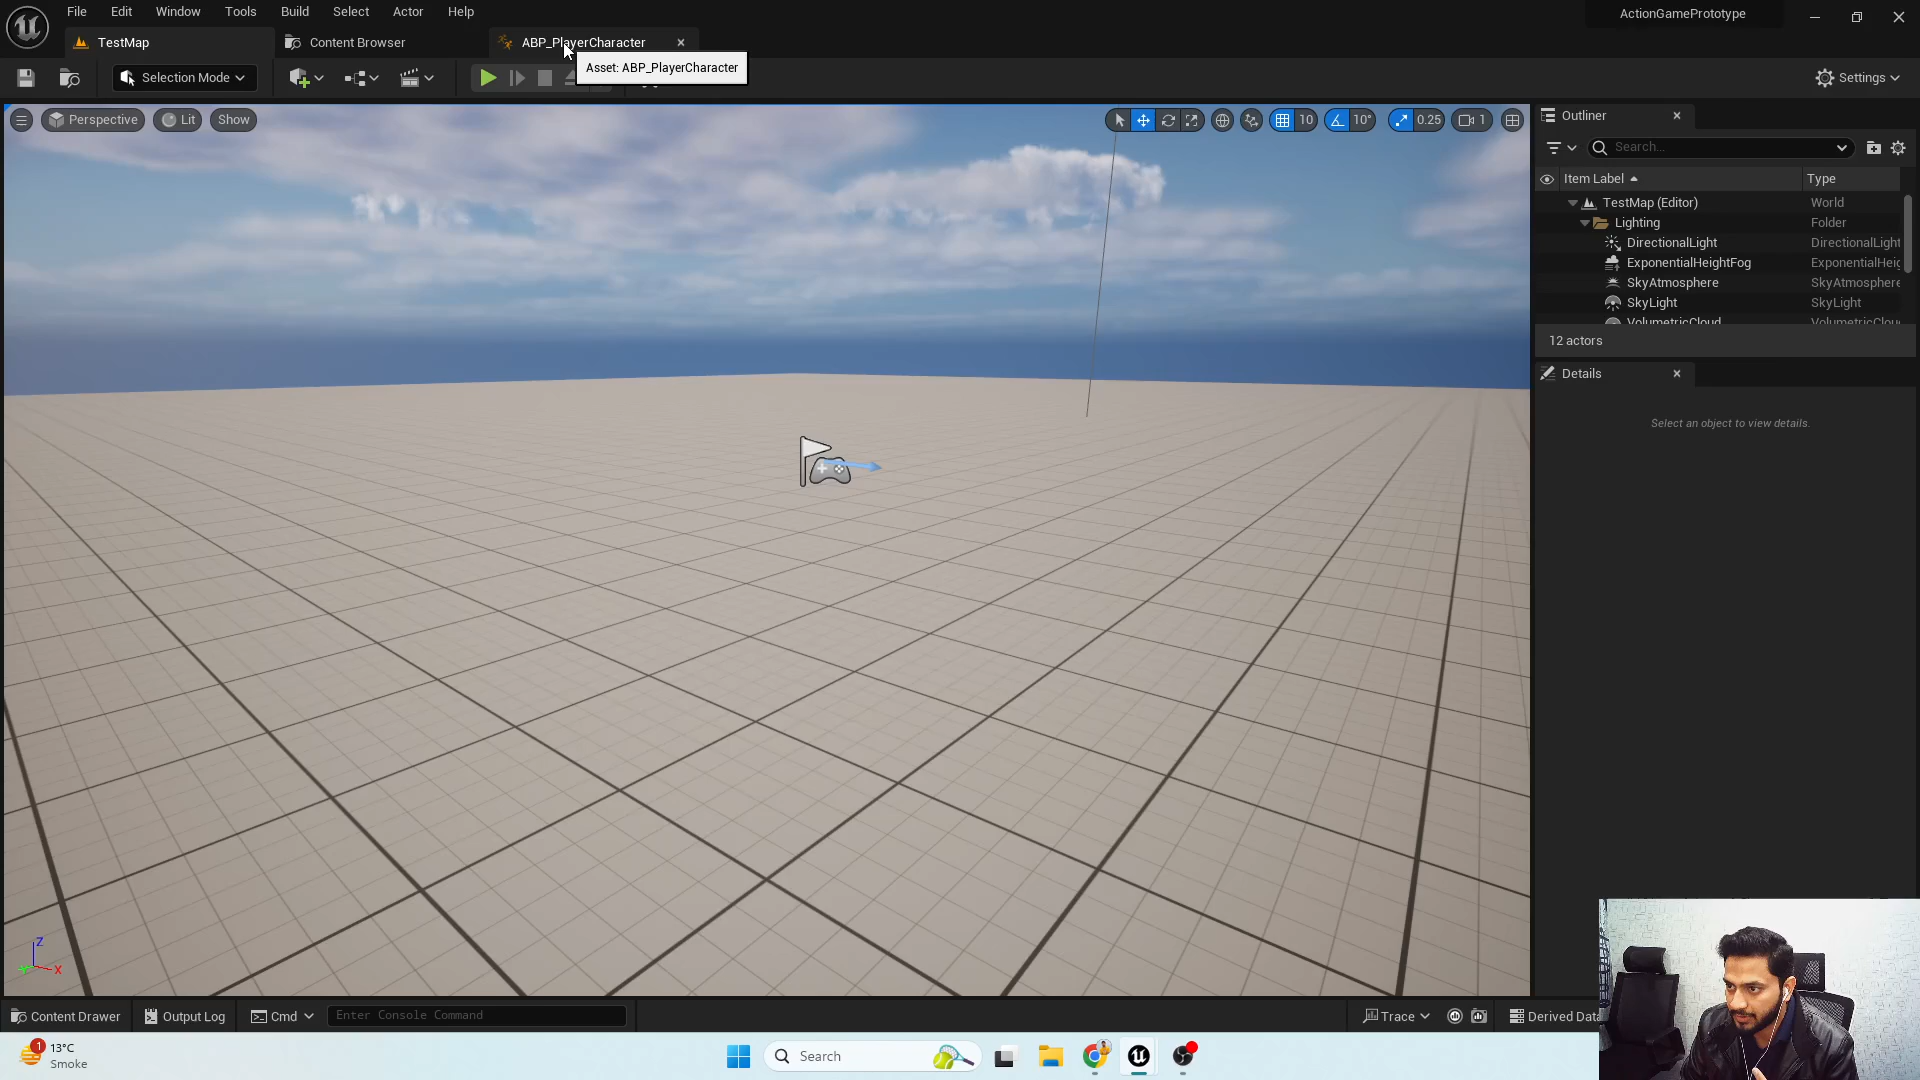 File Edit Window Tools Build Select Actor Help
ActionGamePrototype
TestMap
Content Browser
ABP_PlayerCharacter
Asset: ABP_PlayerCharacter
Selection Mode
Settings
Perspective
Lit
Show
10
10°
0.25
1
Outliner
Search...
Item Label
Type
TestMap (Editor) World
Lighting Folder
DirectionalLight DirectionalLight
ExponentialHeightFog ExponentialHeig
SkyAtmosphere SkyAtmosphere
SkyLight SkyLight
VolumetricCloud VolumetricClou
12 actors
Details
Select an object to view details.
Z
X
Content Drawer
Output Log
Cmd
Enter Console Command
Trace
Derived Data
1
13°C
Smoke
Search